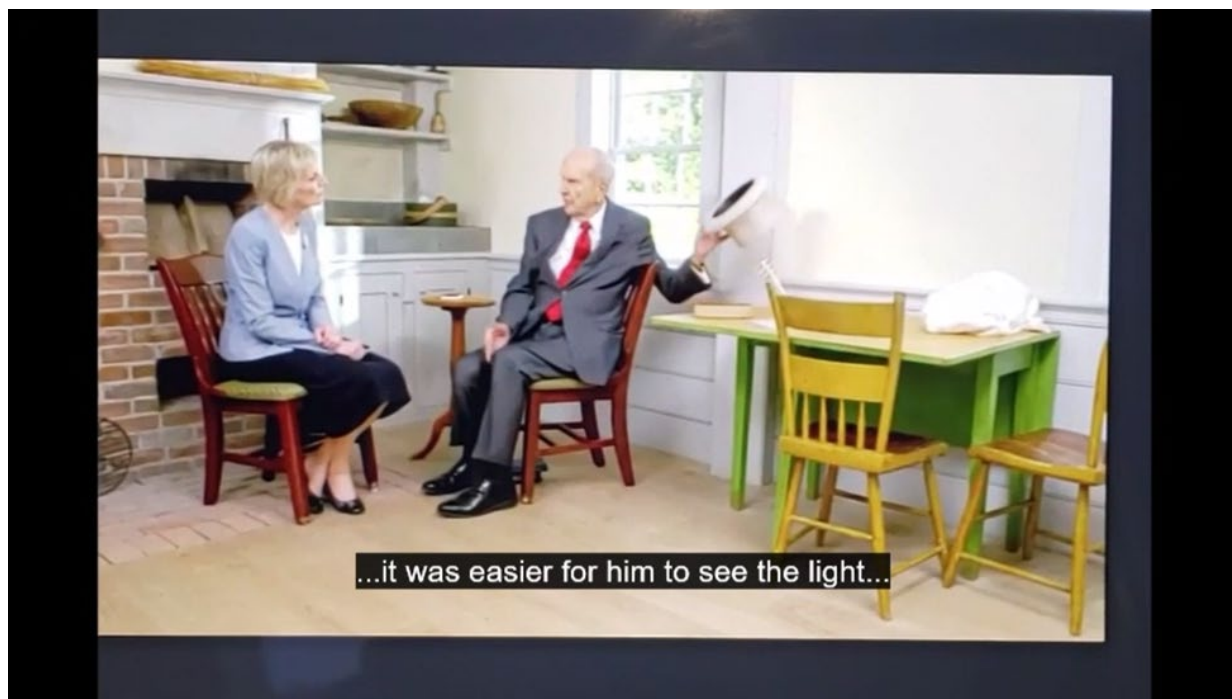 ...it was easier for him to see the light...